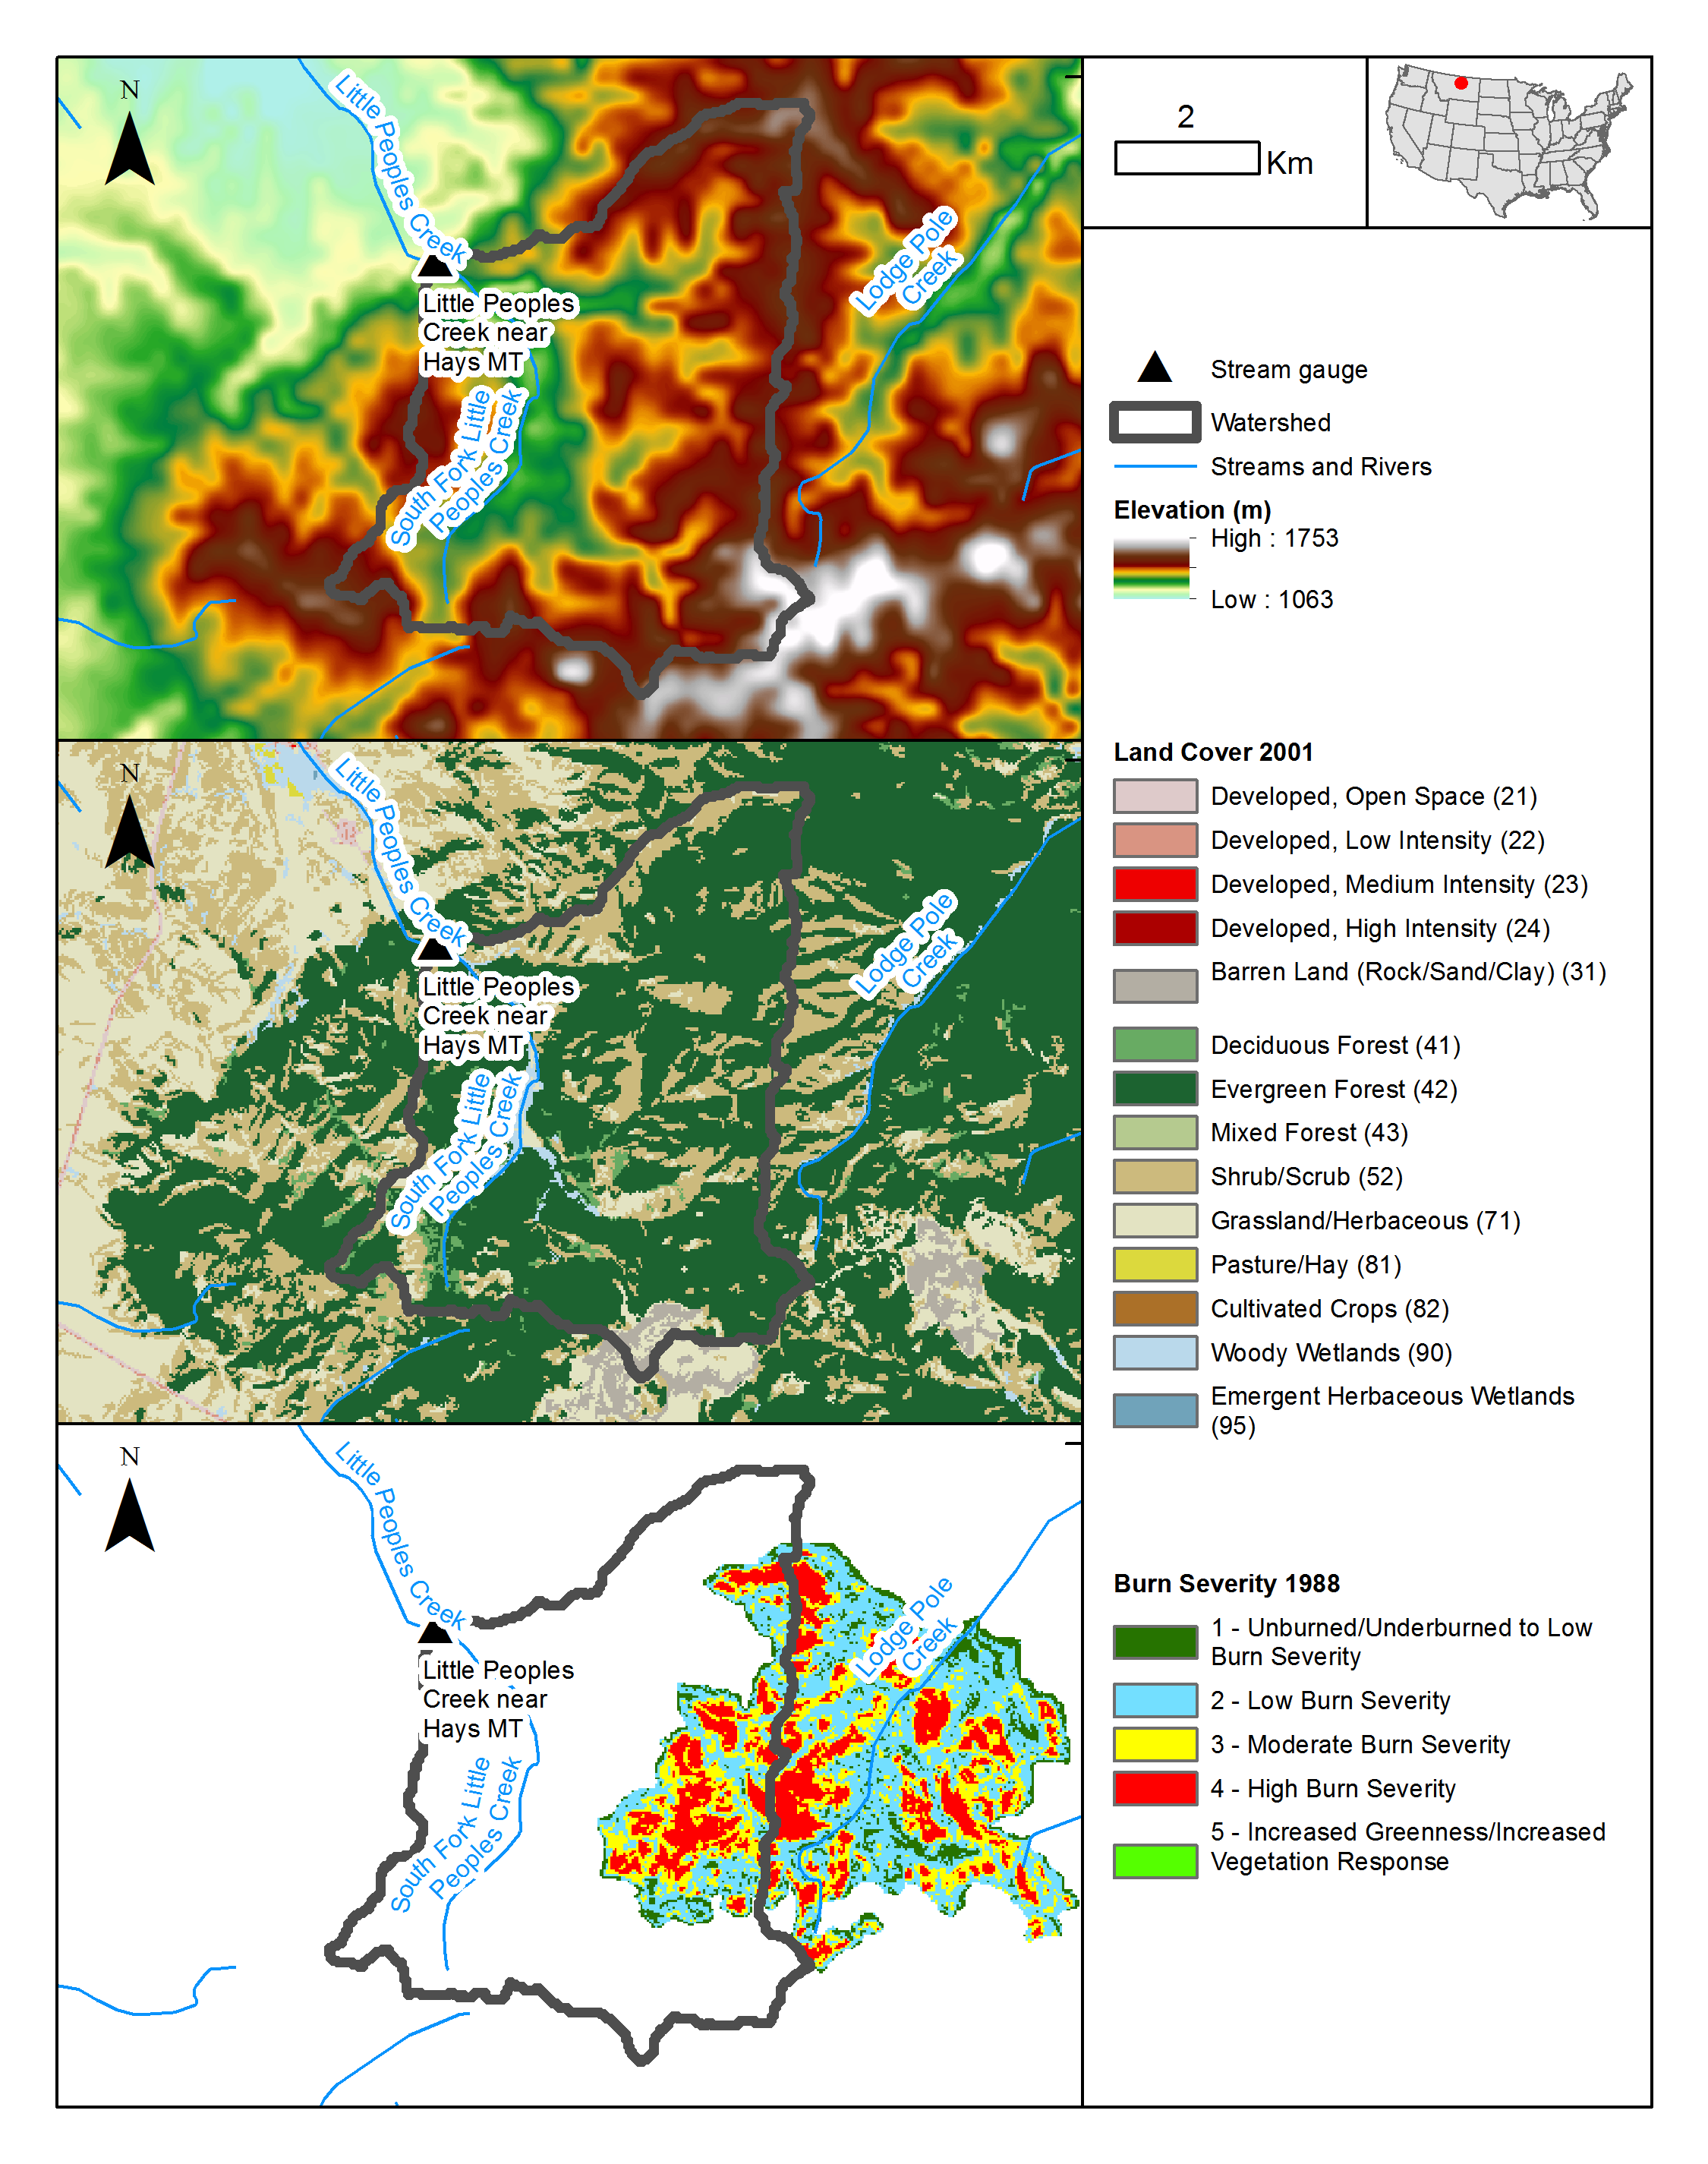 N
Little Peoples Creek
Little Peoples
Creek near
Hays MT
South Fork Little
Peoples Creek
Lodge Pole
Creek
N
Little Peoples Creek
Little Peoples
Creek near
Hays MT
South Fork Little
Peoples Creek
Lodge Pole
Creek
N
Little Peoples Creek
Little Peoples
Creek near
Hays MT
South Fork Little
Peoples Creek
Lodge Pole
Creek
2
Km
Stream gauge
Watershed
Streams and Rivers
Elevation (m)
High : 1753
Low : 1063
Land Cover 2001
Developed, Open Space (21)
Developed, Low Intensity (22)
Developed, Medium Intensity (23)
Developed, High Intensity (24)
Barren Land (Rock/Sand/Clay) (31)
Deciduous Forest (41)
Evergreen Forest (42)
Mixed Forest (43)
Shrub/Scrub (52)
Grassland/Herbaceous (71)
Pasture/Hay (81)
Cultivated Crops (82)
Woody Wetlands (90)
Emergent Herbaceous Wetlands
(95)
Burn Severity 1988
1 - Unburned/Underburned to Low
Burn Severity
2 - Low Burn Severity
3 - Moderate Burn Severity
4 - High Burn Severity
5 - Increased Greenness/Increased
Vegetation Response